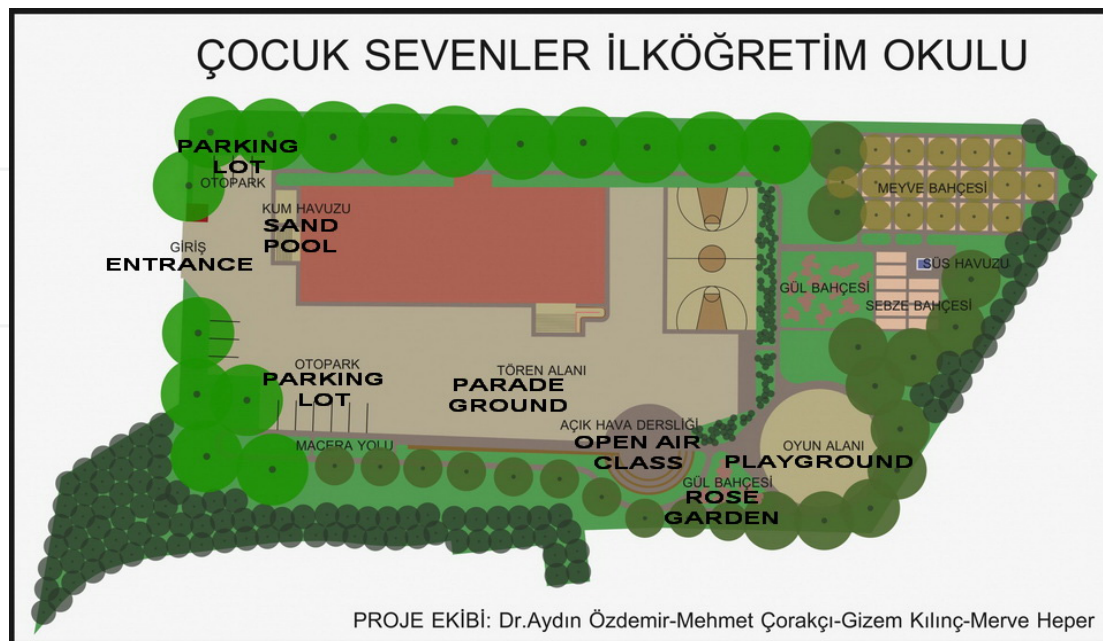 ÇOCUK SEVENLER İLKÖĞRETİM OKULU
PARKING
LOT
OTOPARK
MEYVE BAHÇESİ
KUM HAVUZU
SAND
POOL
GİRİŞ
ENTRANCE
SÜS HAVUZU
GÜL BAHÇESİ
SEBZE BAHÇESİ
OTOPARK
PARKING
LOT
TÖREN ALANI
PARADE
GROUND
AÇIK HAVA DERSLİĞİ
OPEN AIR
CLASS
MACERA YOLU
OYUN ALANI
PLAYGROUND
GÜL BAHÇESİ
ROSE
GARDEN
PROJE EKİBİ: Dr.Aydın Özdemir-Mehmet Çorakçı-Gizem Kılınç-Merve Heper